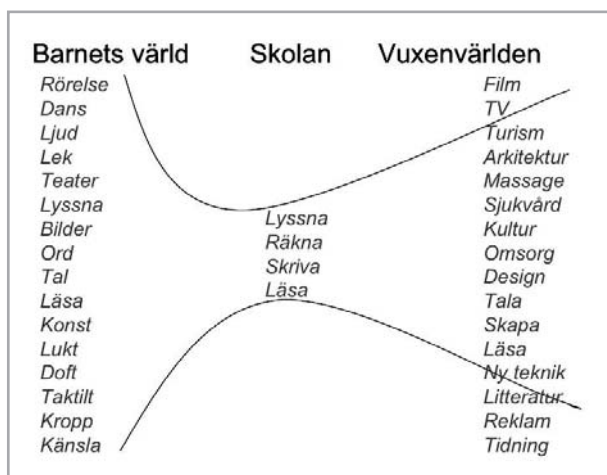 Barnets värld Skolan Vuxenvärlden
Rörelse
Dans
Ljud
Lek
Teater
Lyssna
Bilder
Ord
Tal
Läsa
Konst
Lukt
Doft
Taktilt
Kropp
Känsla
Lyssna
Räkna
Skriva
Läsa
Film
TV
Turism
Arkitektur
Massage
Sjukvård
Kultur
Omsorg
Design
Tala
Skapa
Läsa
Ny teknik
Litteratur
Reklam
Tidning